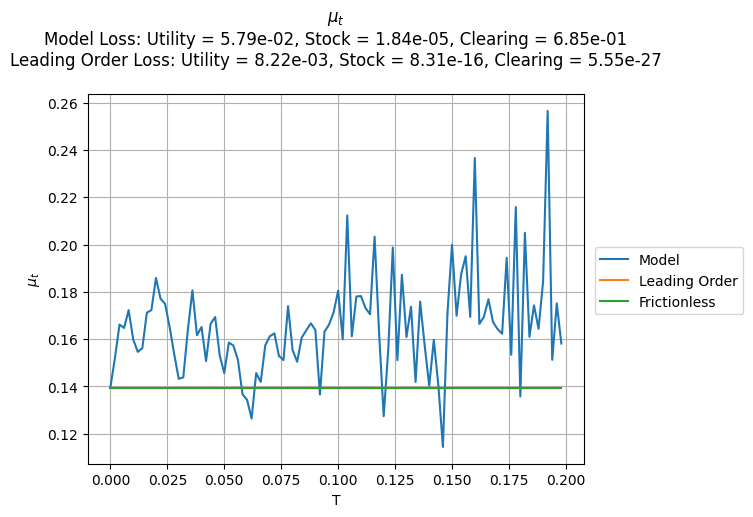 μt
Model Loss: Utility = 5.79e-02, Stock = 1.84e-05, Clearing = 6.85e-01
Leading Order Loss: Utility = 8.22e-03, Stock = 8.31e-16, Clearing = 5.55e-27
0.26
0.24
0.22
0.20
0.18
0.16
0.14
0.12
μt
0.000
0.025
0.050
0.075
0.100
0.125
0.150
0.175
0.200
T
Model
Leading Order
Frictionless